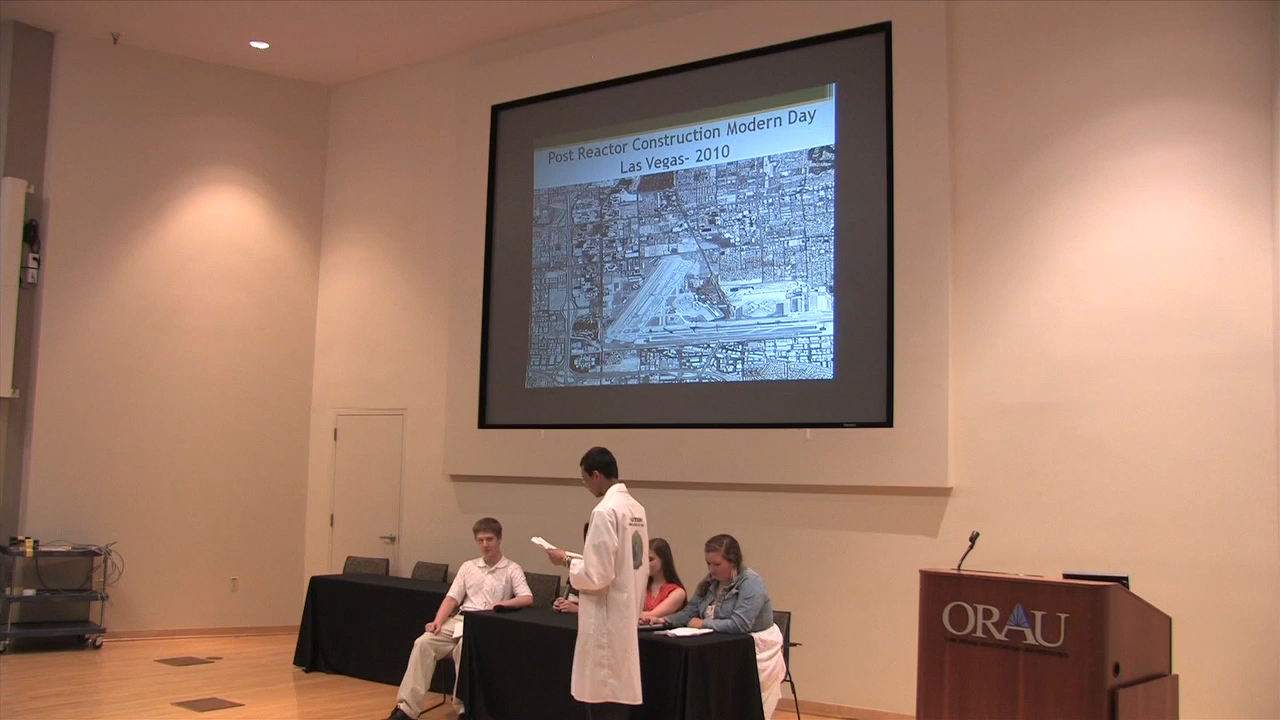 Post Reactor Construction Modern Day
Las Vegas- 2010
ORAU